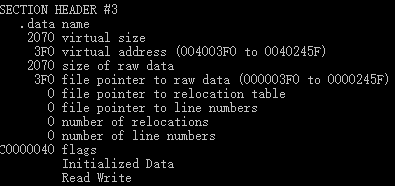 SECTION HEADER #3
.data name
2070 virtual size
3F0 virtual address (004003F0 to 0040245F)
2070 size of raw data
3F0 file pointer to raw data (000003F0 to 0000245F)
0 file pointer to relocation table
0 file pointer to line numbers
0 number of relocations
0 number of line numbers
C0000040 flags
Initialized Data
Read Write